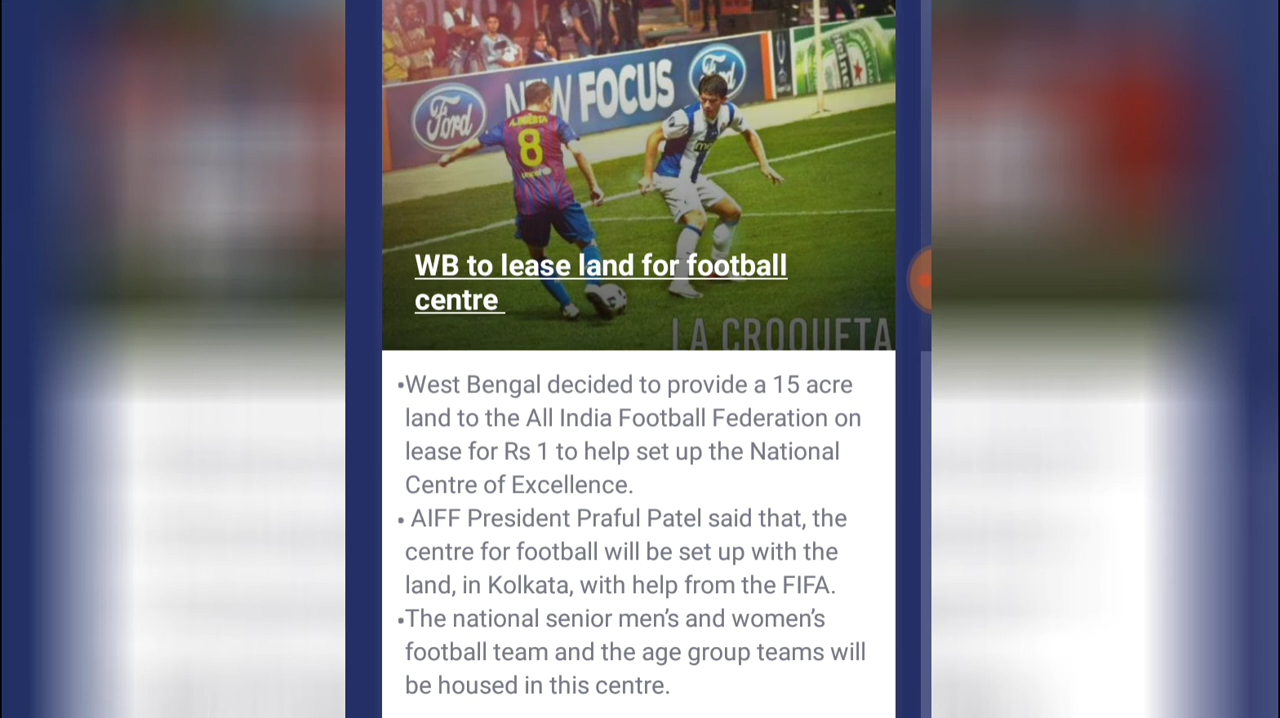 Ford
NEW FOCUS
Ford
Heineken
A. INIESTA
8
unicef
WB to lease land for football
centre
LA CROQUETA
•West Bengal decided to provide a 15 acre
land to the All India Football Federation on
lease for Rs 1 to help set up the National
Centre of Excellence.
• AIFF President Praful Patel said that, the
centre for football will be set up with the
land, in Kolkata, with help from the FIFA.
•The national senior men’s and women’s
football team and the age group teams will
be housed in this centre.